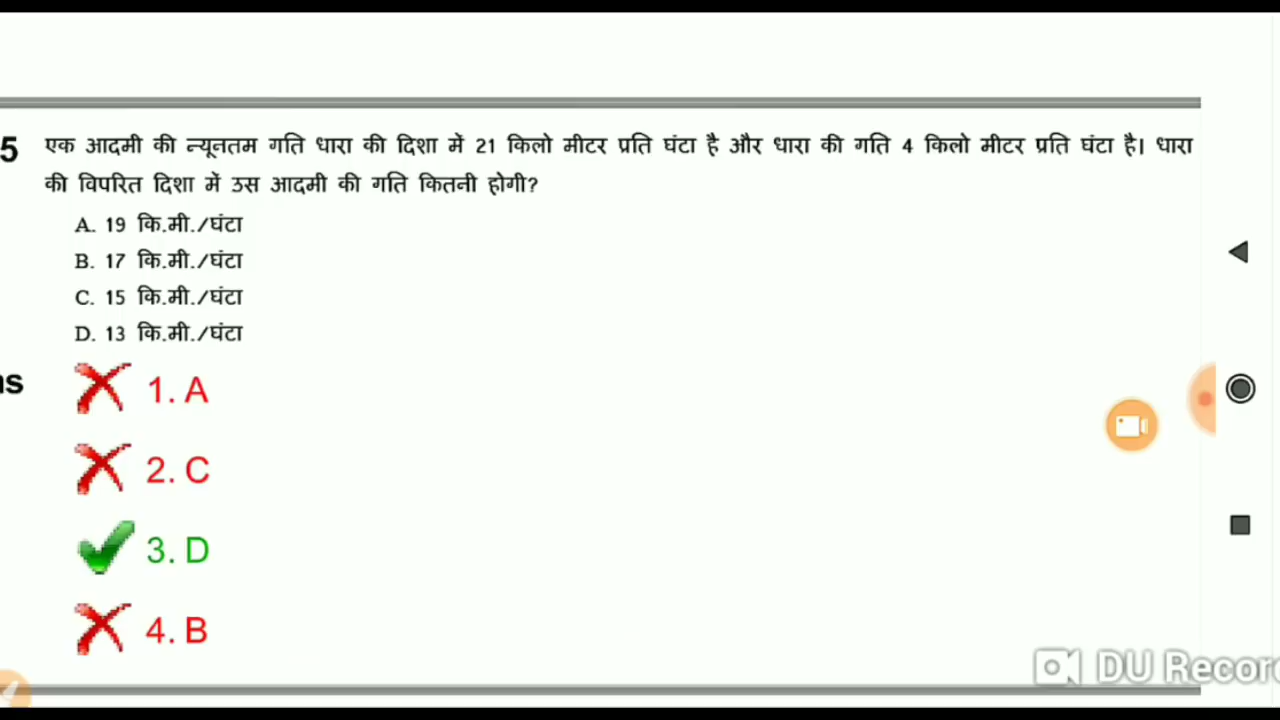 5 एक आदमी की न्यूनतम गति धारा की दिशा में 21 किलो मीटर प्रति घंटा है और धारा की गति 4 किलो मीटर प्रति घंटा है। धारा
की विपरित दिशा में उस आदमी की गति कितनी होगी?
A. 19 कि.मी./घंटा
B. 17 कि.मी./घंटा
C. 15 कि.मी./घंटा
D. 13 कि.मी./घंटा
1. A
2. C
3. D
4. B
DU Recor